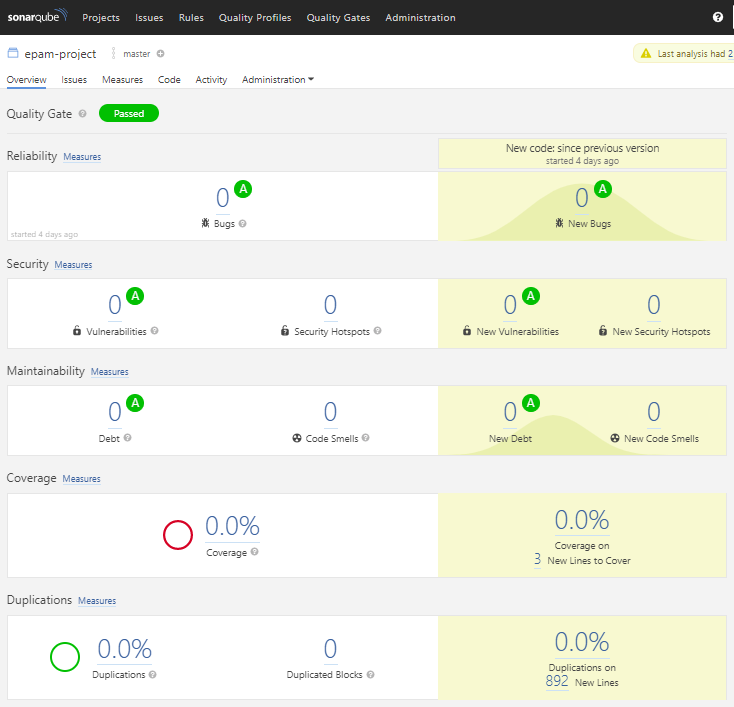 sonarqube Projects Issues Rules Quality Profiles Quality Gates Administration ?
epam-project master
Last analysis had 2
Overview Issues Measures Code Activity Administration
Quality Gate ? Passed
New code: since previous version
started 4 days ago
Reliability Measures
0 A
Bugs ?
started 4 days ago
0 A
New Bugs
Security Measures
0 A
Vulnerabilities ?
0
Security Hotspots ?
0 A
New Vulnerabilities
0
New Security Hotspots
Maintainability Measures
0 A
Debt ?
0
Code Smells ?
0 A
New Debt
0
New Code Smells
Coverage Measures
0.0%
Coverage ?
0.0%
Coverage on
3 New Lines to Cover
Duplications Measures
0.0%
Duplications ?
0
Duplicated Blocks ?
0.0%
Duplications on
892 New Lines